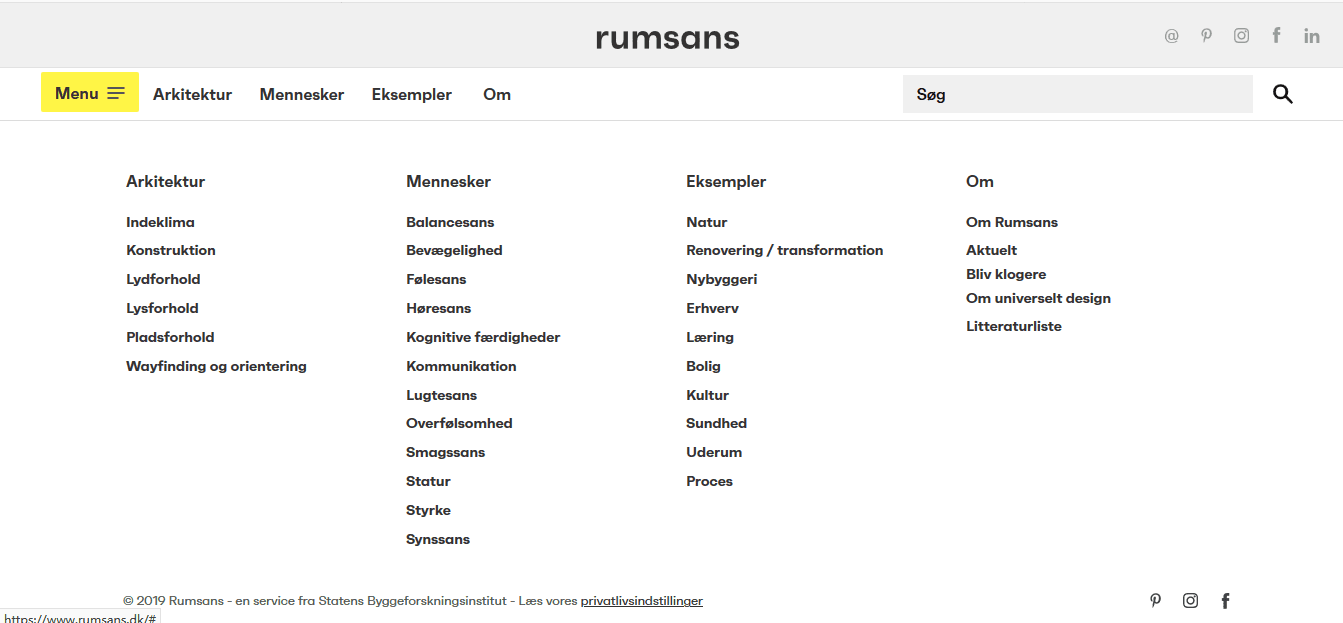 rumsans
Menu Arkitektur Mennesker Eksempler Om Søg
Arkitektur
Indeklima
Konstruktion
Lydforhold
Lysforhold
Pladsforhold
Wayfinding og orientering
Mennesker
Balancesans
Bevægelighed
Følesans
Høresans
Kognitive færdigheder
Kommunikation
Lugtesans
Overfølsomhed
Smagssans
Statur
Styrke
Synssans
Eksempler
Natur
Renovering / transformation
Nybyggeri
Erhverv
Læring
Bolig
Kultur
Sundhed
Uderum
Proces
Om
Om Rumsans
Aktuelt
Bliv klogere
Om universelt design
Litteraturliste
© 2019 Rumsans - en service fra Statens Byggeforskningsinstitut - Læs vores privatlivsindstillinger
https://www.rumsans.dk/#